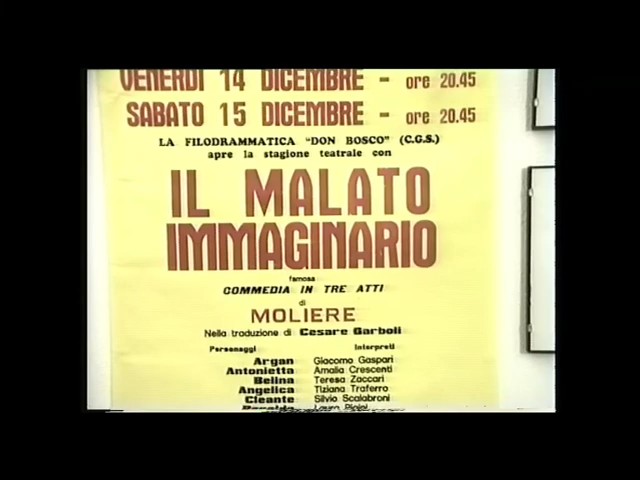 VENERDI 14 DICEMBRE - ore 20.45
SABATO 15 DICEMBRE - ore 20.45
LA FILODRAMMATICA "DON BOSCO" (C.G.S.)
apre la stagione teatrale con
IL MALATO
IMMAGINARIO
famosa
COMMEDIA IN TRE ATTI
di
MOLIERE
Nella traduzione di Cesare Garboli
Personaggi Interpreti
Argan Giacomo Gaspari
Antonietta Amalia Crescenti
Belina Teresa Zaccari
Angelica Tiziana Traferro
Cleante Silvio Scalabroni